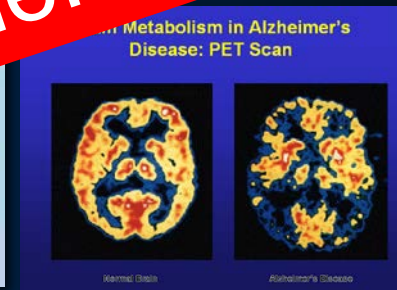 Metabolism in Alzheimer's
Disease: PET Scan
Normal Brain
Alzheimer's Disease